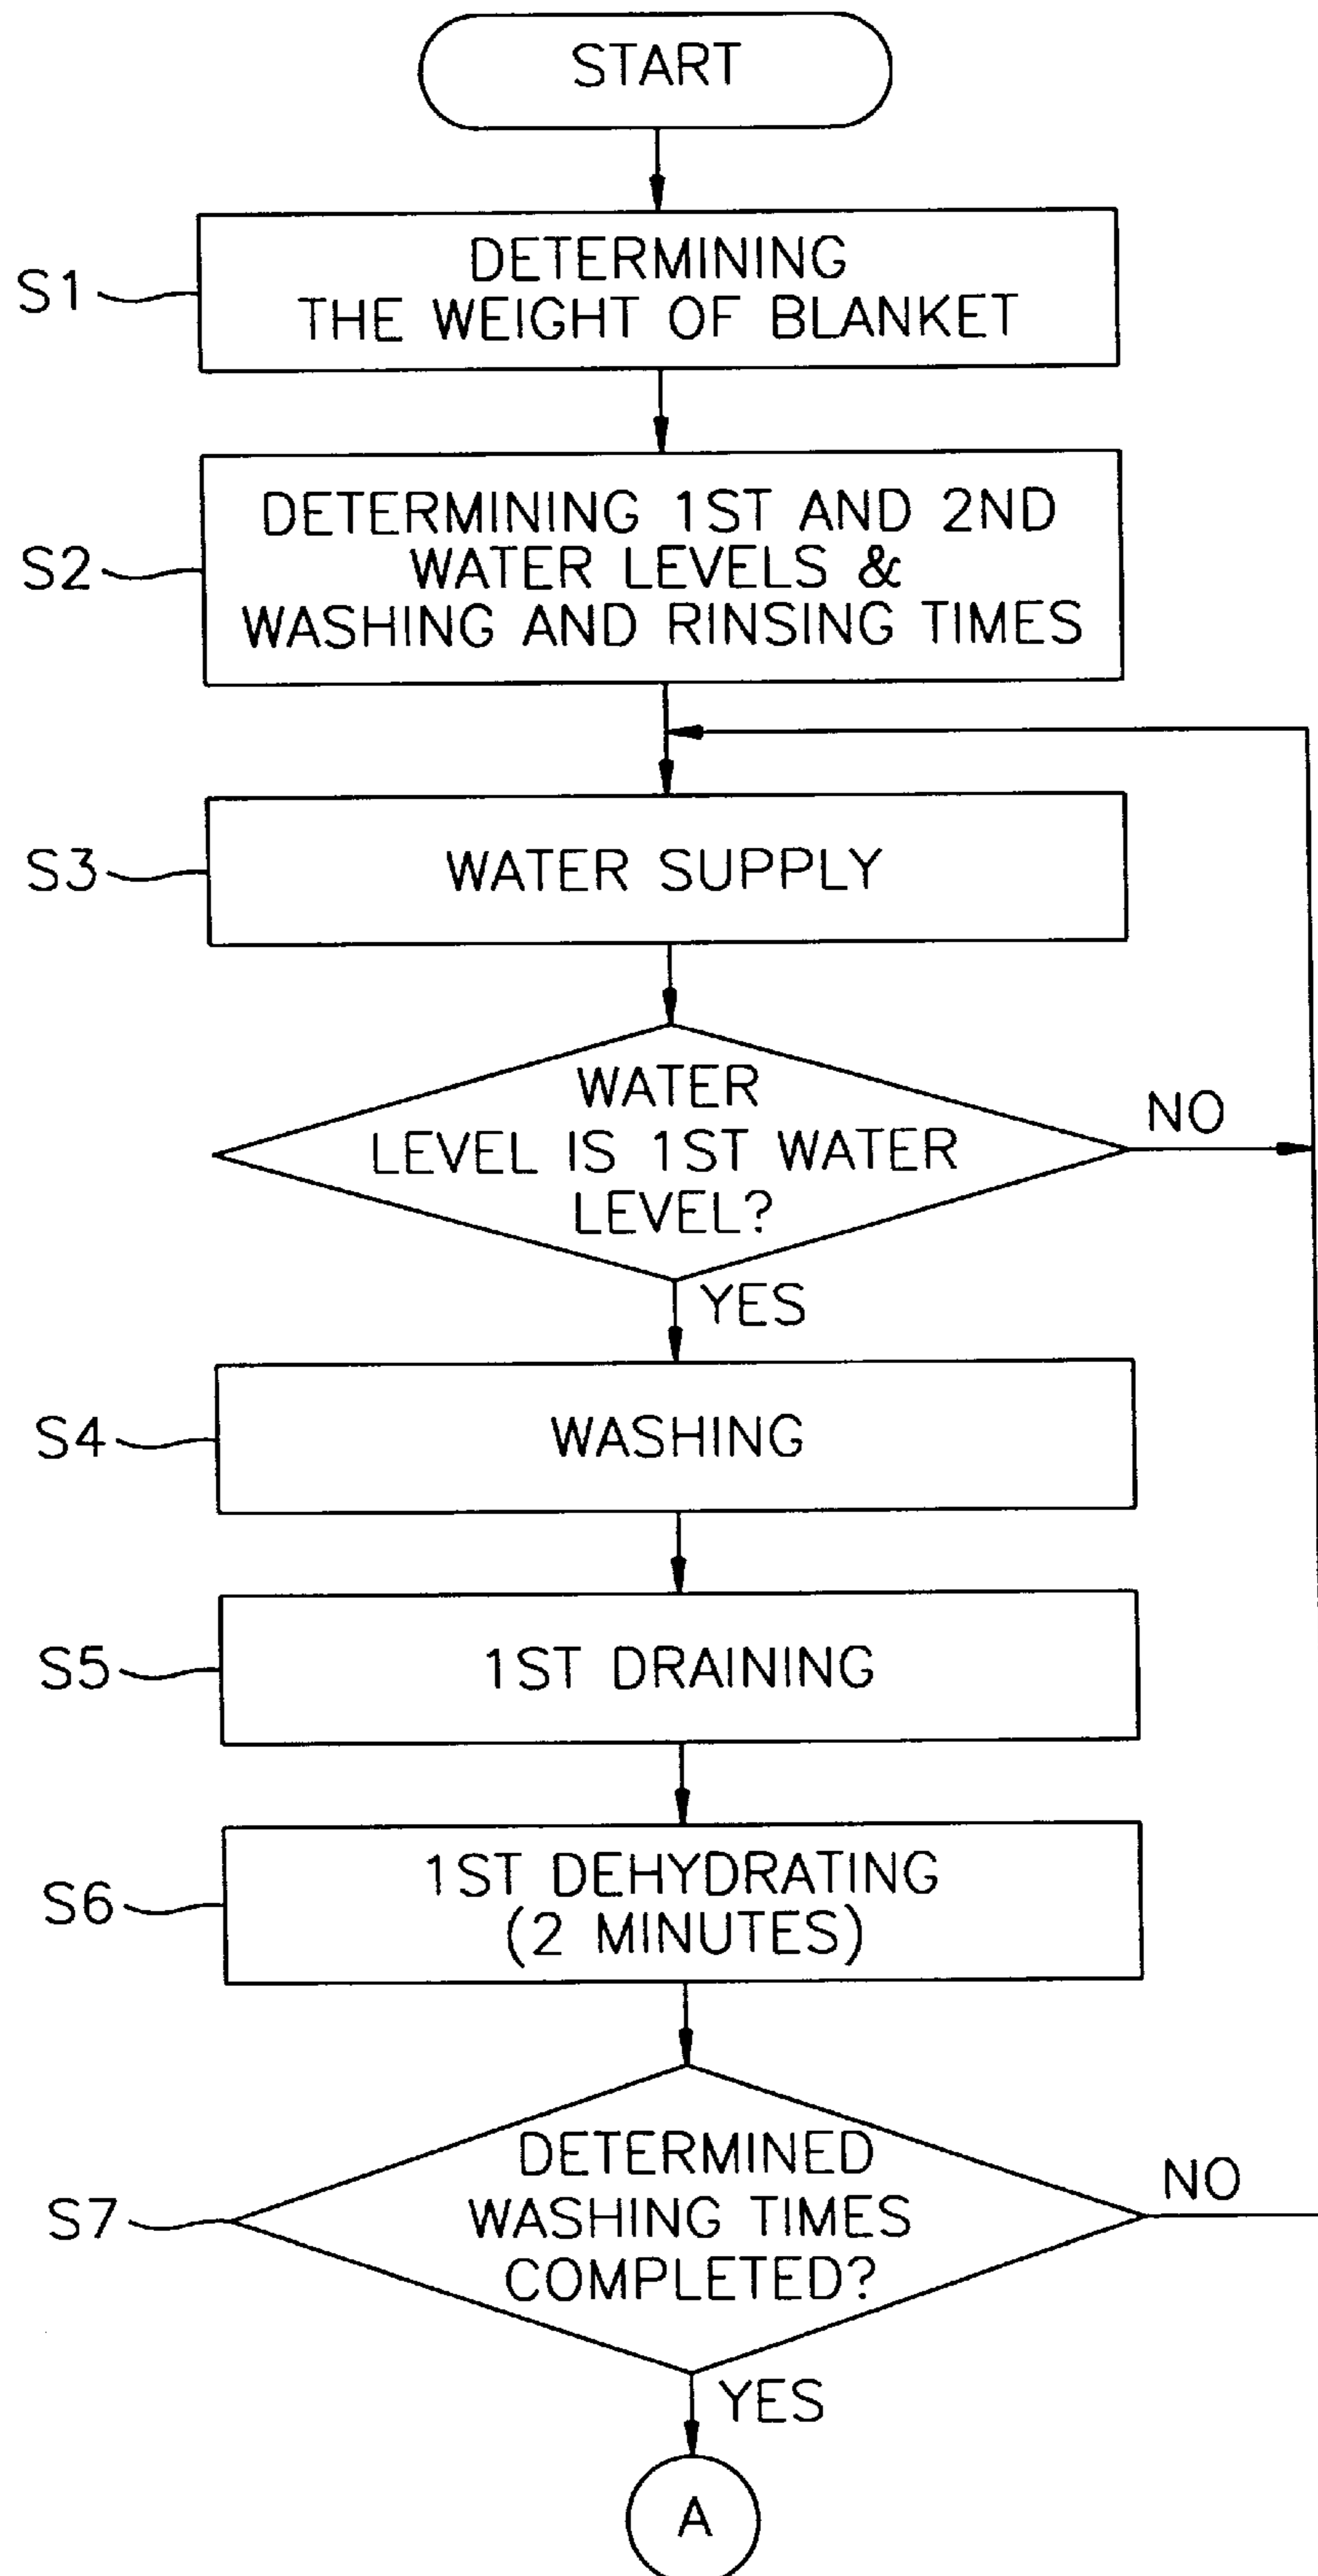 START
S1
DETERMINING
THE WEIGHT OF BLANKET
S2
DETERMINING 1ST AND 2ND
WATER LEVELS &
WASHING AND RINSING TIMES
S3
WATER SUPPLY
WATER
LEVEL IS 1ST WATER
LEVEL?
NO
YES
S4
WASHING
S5
1ST DRAINING
S6
1ST DEHYDRATING
(2 MINUTES)
S7
DETERMINED
WASHING TIMES
COMPLETED?
NO
YES
A